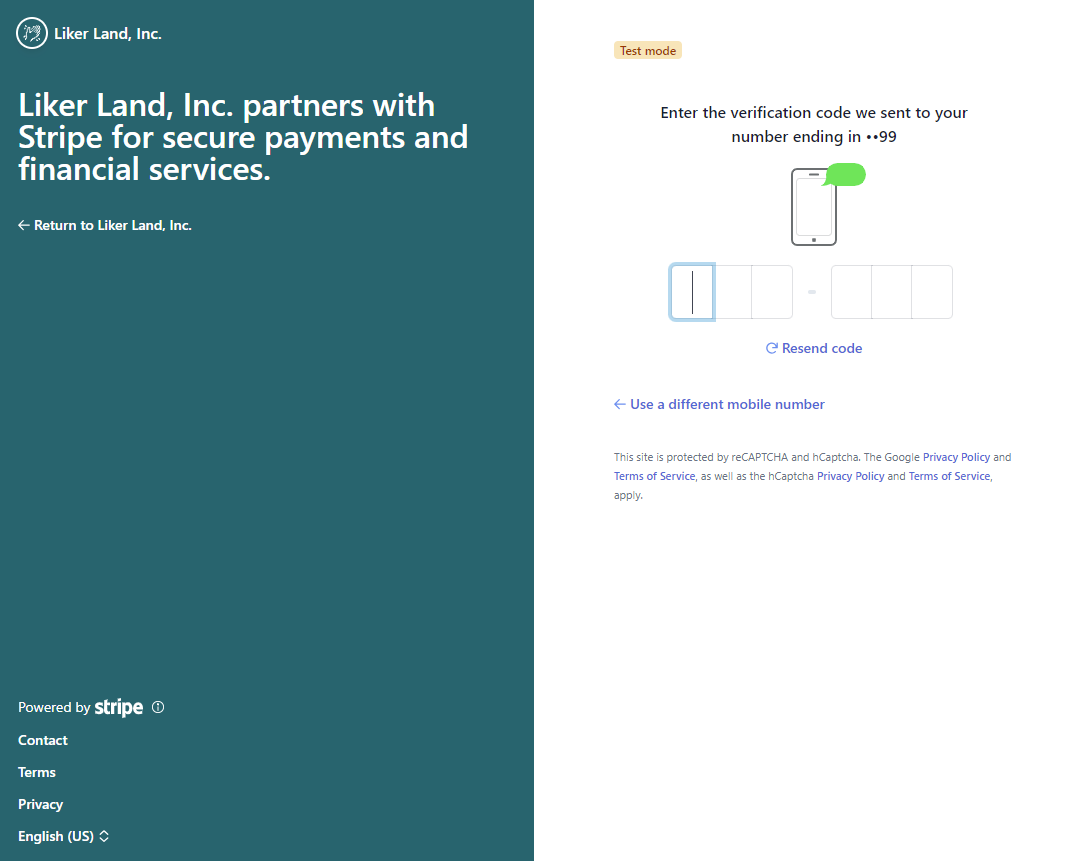 Liker Land, Inc.
Liker Land, Inc. partners with
Stripe for secure payments and
financial services.
← Return to Liker Land, Inc.
Powered by stripe
Contact
Terms
Privacy
English (US)
Test mode
Enter the verification code we sent to your
number ending in ••99
Resend code
← Use a different mobile number
This site is protected by reCAPTCHA and hCaptcha. The Google Privacy Policy and
Terms of Service, as well as the hCaptcha Privacy Policy and Terms of Service,
apply.